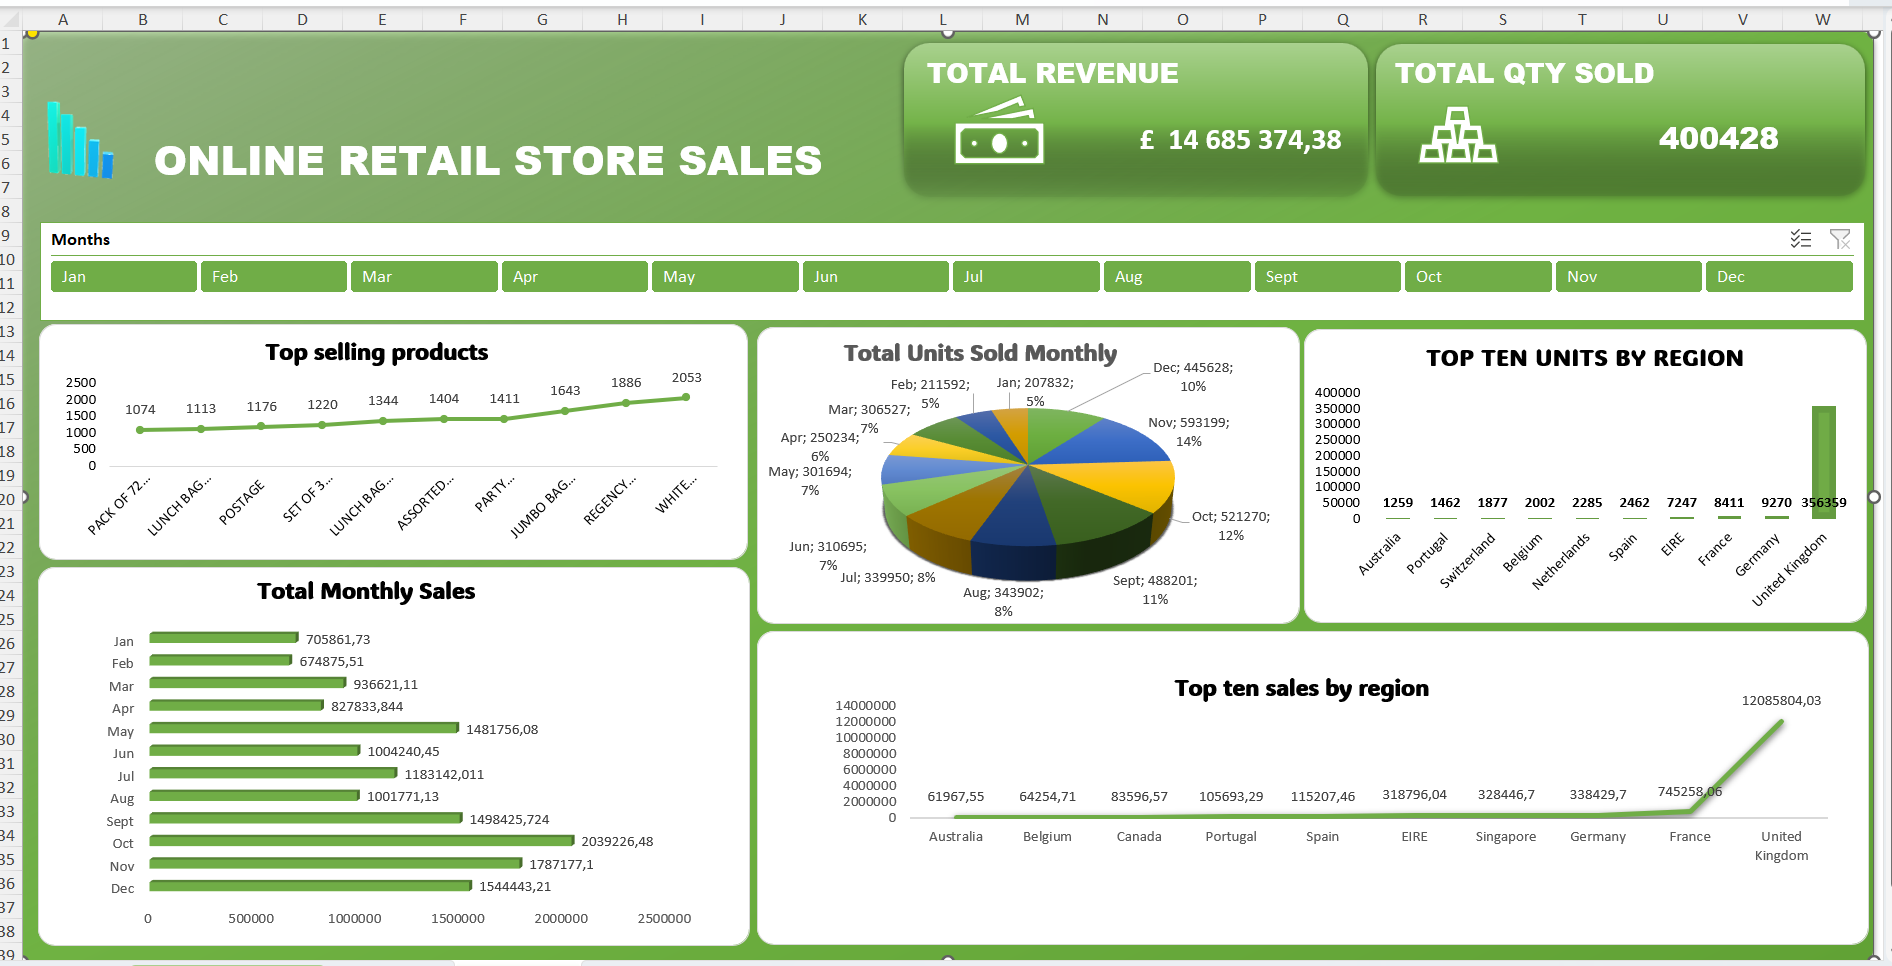 A B C D E F G H I J K L M N O P Q R S T U V W
1
2
3
4
5
6
7
8
9
10
11
12
13
14
15
16
17
18
19
20
21
22
23
24
25
26
27
28
29
30
31
32
33
34
35
36
37
38
39
ONLINE RETAIL STORE SALES
TOTAL REVENUE
£ 14 685 374,38
TOTAL QTY SOLD
400428
Months
Jan Feb Mar Apr May Jun Jul Aug Sept Oct Nov Dec
Top selling products
2500
2000
1500
1000
500
0
1074 1113 1176 1220 1344 1404 1411 1643 1886 2053
PACK OF 72...
LUNCH BAG...
POSTAGE
SET OF 3...
LUNCH BAG...
ASSORTED...
PARTY...
JUMBO BAG...
REGENCY...
WHITE...
Total Units Sold Monthly
Dec; 445628;
10%
Nov; 593199;
14%
Oct; 521270;
12%
Sept; 488201;
11%
Aug; 343902;
8%
Jul; 339950; 8%
Jun; 310695;
7%
May; 301694;
7%
Apr; 250234;
6%
Mar; 306527;
7%
Feb; 211592;
5%
Jan; 207832;
5%
TOP TEN UNITS BY REGION
400000
350000
300000
250000
200000
150000
100000
50000
0
1259 1462 1877 2002 2285 2462 7247 8411 9270 356359
Australia
Portugal
Switzerland
Belgium
Netherlands
Spain
EIRE
France
Germany
United Kingdom
Total Monthly Sales
Jan 705861,73
Feb 674875,51
Mar 936621,11
Apr 827833,844
May 1481756,08
Jun 1004240,45
Jul 1183142,011
Aug 1001771,13
Sept 1498425,724
Oct 2039226,48
Nov 1787177,1
Dec 1544443,21
0 500000 1000000 1500000 2000000 2500000
Top ten sales by region
14000000
12000000
10000000
8000000
6000000
4000000
2000000
0
61967,55 64254,71 83596,57 105693,29 115207,46 318796,04 328446,7 338429,7 745258,06 12085804,03
Australia Belgium Canada Portugal Spain EIRE Singapore Germany France United
Kingdom